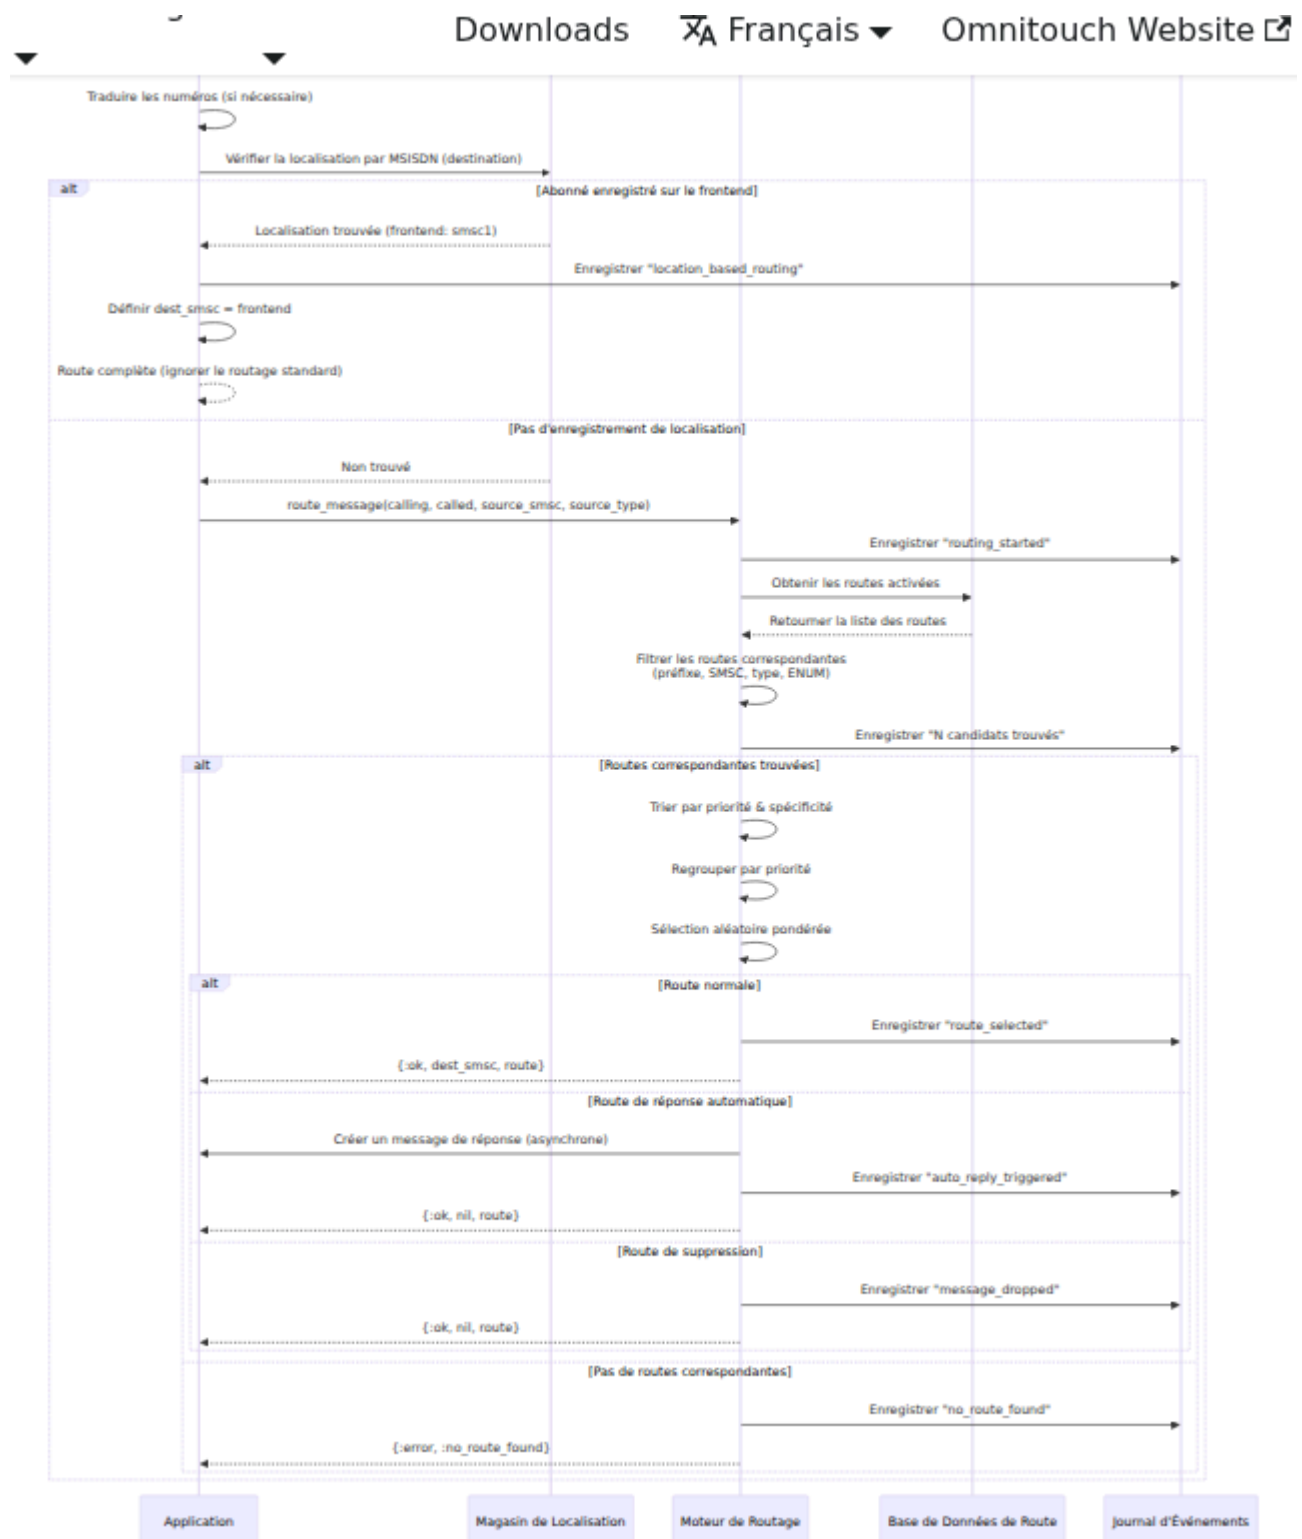 Downloads
Français
Omnitouch Website
Traduire les numéros (si nécessaire)
Vérifier la localisation par MSISDN (destination)
alt
[Abonné enregistré sur le frontend]
Localisation trouvée (frontend: smsc1)
Enregistrer "location_based_routing"
Définir dest_smsc = frontend
Route complète (ignorer le routage standard)
[Pas d'enregistrement de localisation]
Non trouvé
route_message(calling, called, source_smsc, source_type)
Enregistrer "routing_started"
Obtenir les routes activées
Retourner la liste des routes
Filtrer les routes correspondantes
(préfixe, SMSC, type, ENUM)
Enregistrer "N candidats trouvés"
alt
[Routes correspondantes trouvées]
Trier par priorité & spécificité
Regrouper par priorité
Sélection aléatoire pondérée
alt
[Route normale]
Enregistrer "route_selected"
{:ok, dest_smsc, route}
[Route de réponse automatique]
Créer un message de réponse (asynchrone)
Enregistrer "auto_reply_triggered"
{:ok, nil, route}
[Route de suppression]
Enregistrer "message_dropped"
{:ok, nil, route}
[Pas de routes correspondantes]
Enregistrer "no_route_found"
{:error, :no_route_found}
Application
Magasin de Localisation
Moteur de Routage
Base de Données de Route
Journal d'Événements